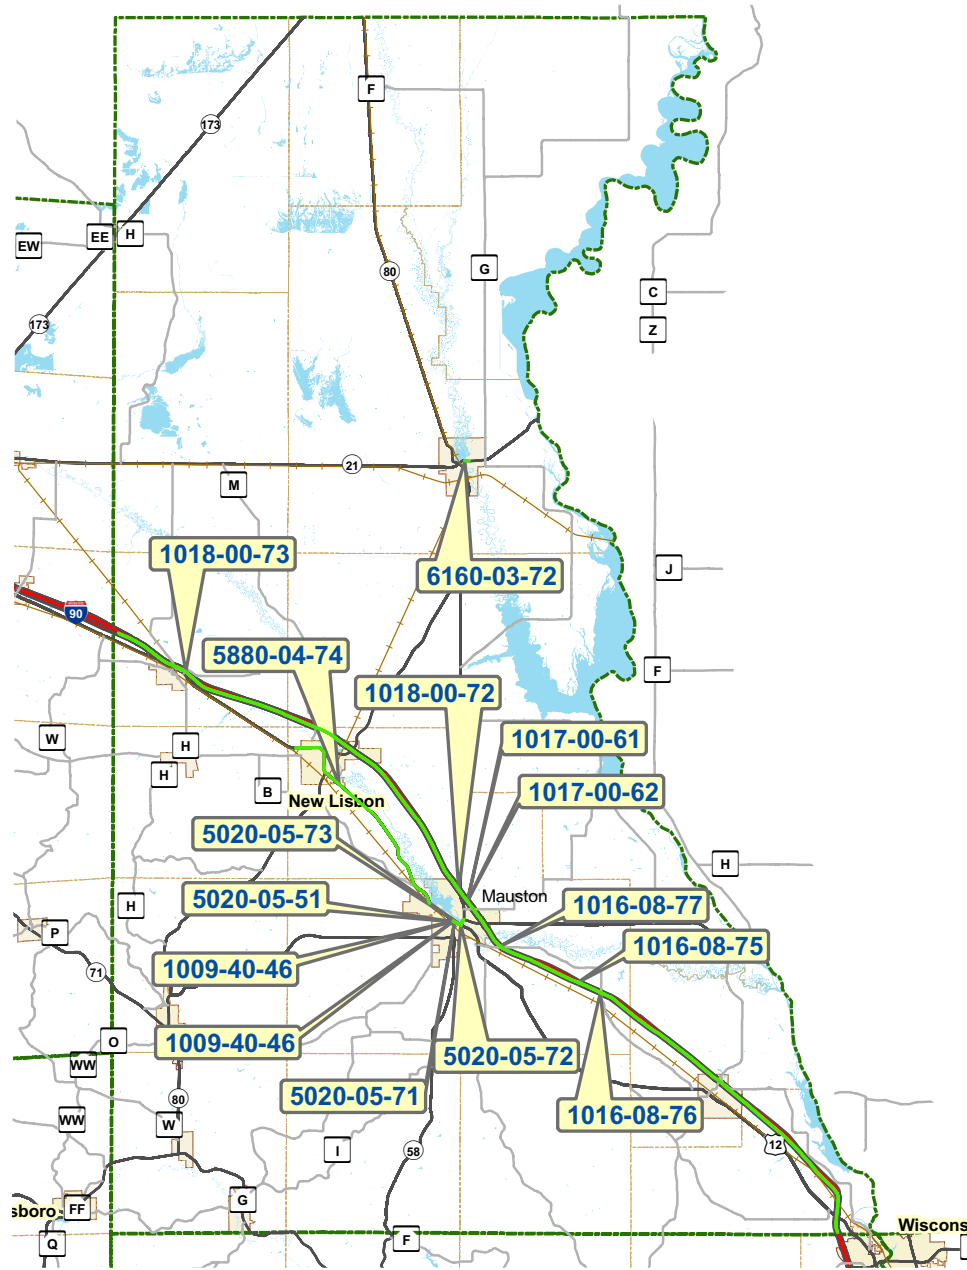 F
173
EE
H
EW
80
G
C
Z
173
21
M
1018-00-73
6160-03-72
J
90
5880-04-74
1018-00-72
F
W
H
1017-00-61
H
B
1017-00-62
New Lisbon
5020-05-73
H
5020-05-51
Mauston
1016-08-77
H
P
1016-08-75
71
1009-40-46
O
1009-40-46
5020-05-72
WW
80
5020-05-71
1016-08-76
WW
W
12
I
58
G
sboro
FF
Wiscons
Q
F